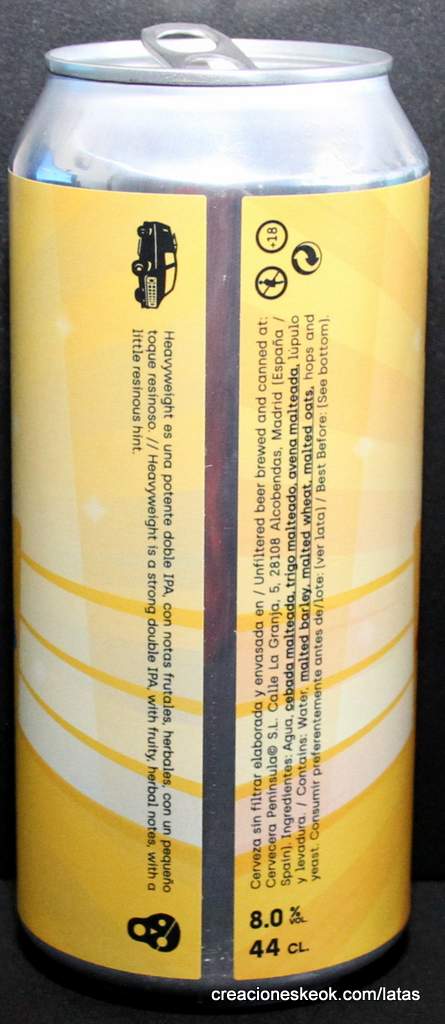 Heavyweight es una potente doble IPA, con notas frutales, herbales, con un pequeño
toque resinoso. // Heavyweight is a strong double IPA, with fruity, herbal notes, with a
little resinous hint.
+18
Cerveza sin filtrar elaborada y envasada en / Unfiltered beer brewed and canned at:
Cervecera Península© S.L. Calle La Granja, 5, 28108 Alcobendas, Madrid (España /
Spain). Ingredientes: Agua, cebada malteada, trigo malteado, avena malteada, lúpulo
y levadura. / Contains: Water, malted barley, malted wheat, malted oats, hops and
yeast. Consumir preferentemente antes de/lote: (ver lata) / Best Before: (See bottom).
8.0 % VOL.
44 CL.
creacioneskeok.com/latas